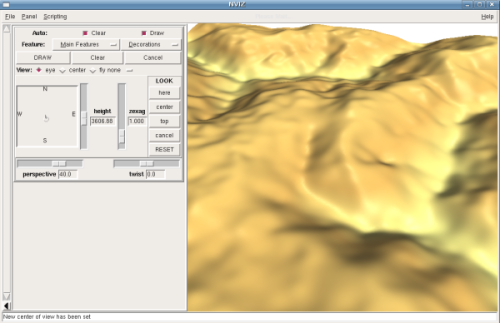 NVIZ
File Panel Scripting Help
Auto: Clear Draw
Feature: Main Features Decorations
DRAW Clear Cancel
View: eye center fly none
LOOK
here
center
top
cancel
RESET
N
W E
S
height zexag
3606.88 1.000
perspective 40.0 twist 0.0
New center of view has been set